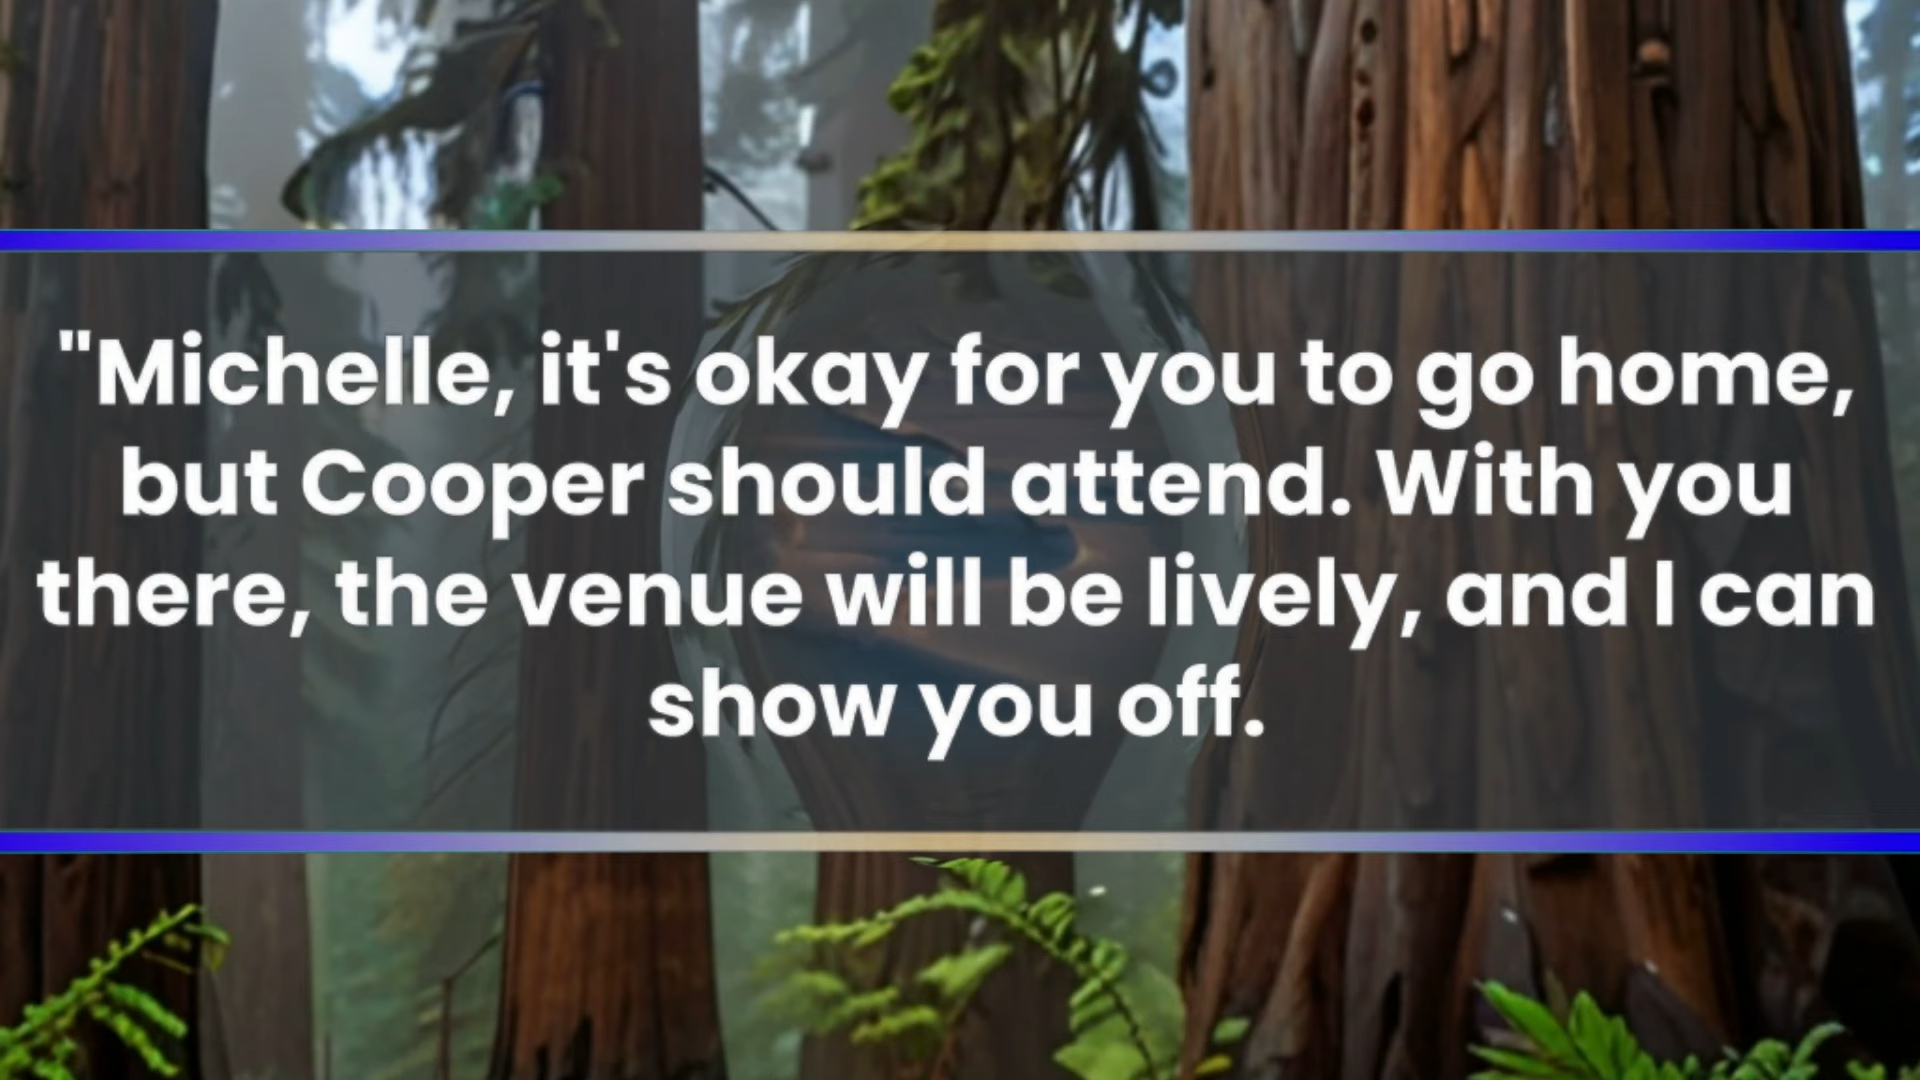 "Michelle, it's okay for you to go home,
but Cooper should attend. With you
there, the venue will be lively, and I can
show you off.